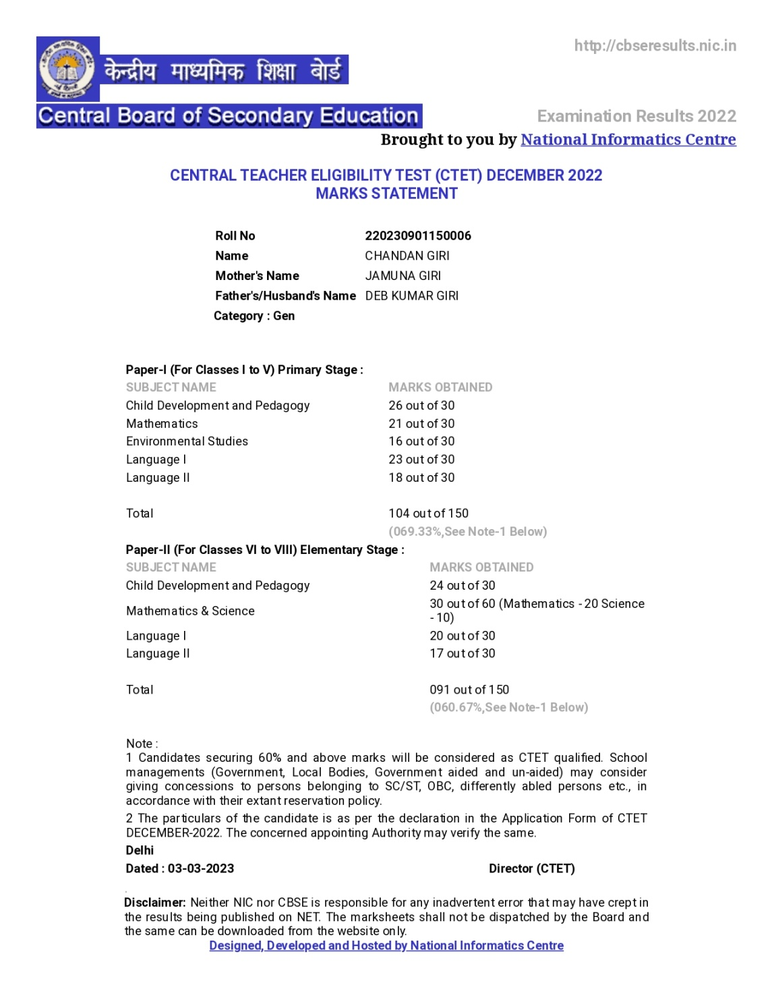 http://cbseresults.nic.in
केन्द्रीय माध्यमिक शिक्षा बोर्ड
Central Board of Secondary Education
Examination Results 2022
Brought to you by National Informatics Centre
CENTRAL TEACHER ELIGIBILITY TEST (CTET) DECEMBER 2022
MARKS STATEMENT
Roll No 220230901150006
Name CHANDAN GIRI
Mother's Name JAMUNA GIRI
Father's/Husband's Name DEB KUMAR GIRI
Category : Gen
Paper-I (For Classes I to V) Primary Stage :
SUBJECT NAME MARKS OBTAINED
Child Development and Pedagogy 26 out of 30
Mathematics 21 out of 30
Environmental Studies 16 out of 30
Language I 23 out of 30
Language II 18 out of 30
Total 104 out of 150
(069.33%,See Note-1 Below)
Paper-II (For Classes VI to VIII) Elementary Stage :
SUBJECT NAME MARKS OBTAINED
Child Development and Pedagogy 24 out of 30
Mathematics & Science 30 out of 60 (Mathematics - 20 Science
- 10)
Language I 20 out of 30
Language II 17 out of 30
Total 091 out of 150
(060.67%,See Note-1 Below)
Note :
1 Candidates securing 60% and above marks will be considered as CTET qualified. School
managements (Government, Local Bodies, Government aided and un-aided) may consider
giving concessions to persons belonging to SC/ST, OBC, differently abled persons etc., in
accordance with their extant reservation policy.
2 The particulars of the candidate is as per the declaration in the Application Form of CTET
DECEMBER-2022. The concerned appointing Authority may verify the same.
Delhi
Dated : 03-03-2023 Director (CTET)
Disclaimer: Neither NIC nor CBSE is responsible for any inadvertent error that may have crept in
the results being published on NET. The marksheets shall not be dispatched by the Board and
the same can be downloaded from the website only.
Designed, Developed and Hosted by National Informatics Centre